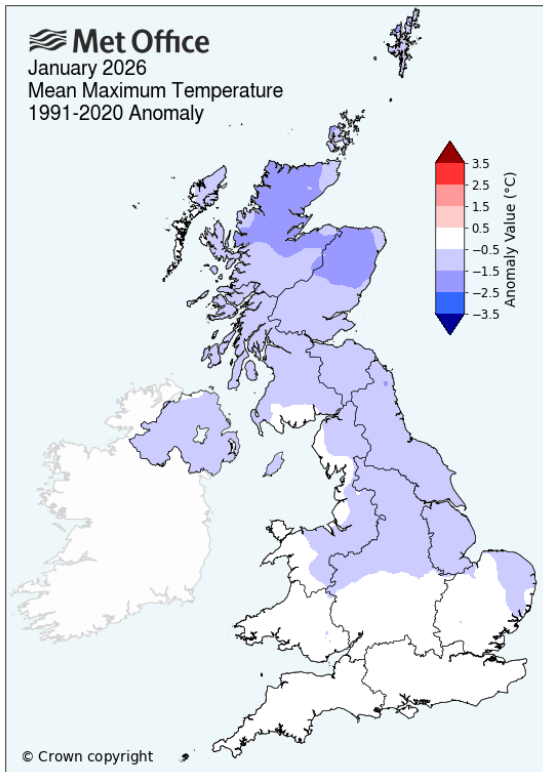 Met Office
January 2026
Mean Maximum Temperature
1991-2020 Anomaly
3.5
2.5
1.5
0.5
−0.5
−1.5
−2.5
−3.5
Anomaly Value (°C)
© Crown copyright